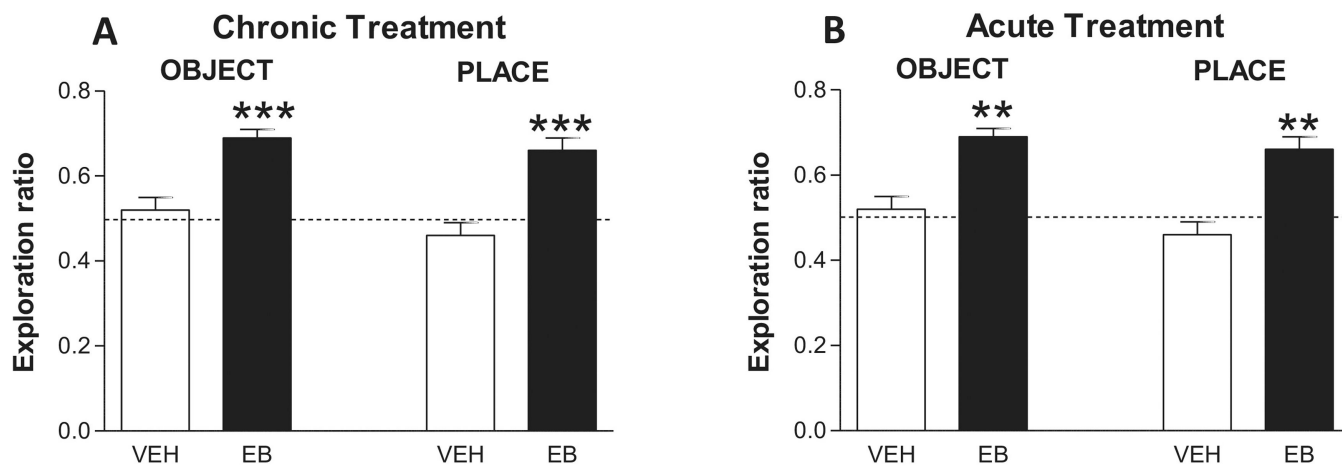 A
Chronic Treatment
OBJECT
PLACE
0.8
0.6
0.4
0.2
0.0
Exploration ratio
***
***
VEH
EB
VEH
EB
B
Acute Treatment
OBJECT
PLACE
0.8
0.6
0.4
0.2
0.0
Exploration ratio
**
**
VEH
EB
VEH
EB